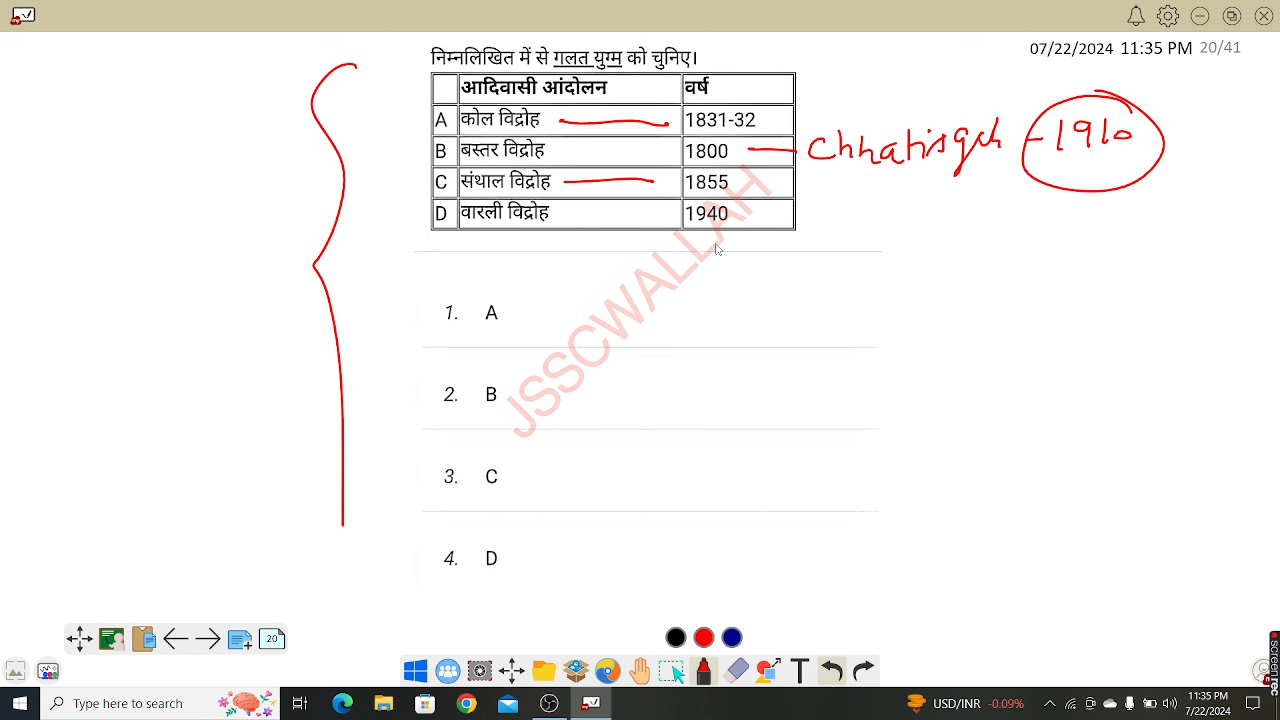 07/22/2024 11:35 PM 20/41
निम्नलिखित में से गलत युग्म को चुनिए।
आदिवासी आंदोलन वर्ष
A कोल विद्रोह 1831-32
B बस्तर विद्रोह 1800
Chhatisgah - 1910
C संथाल विद्रोह 1855
D वारली विद्रोह 1940
JSSCWALLAH
1. A
2. B
3. C
4. D
20
Type here to search
USD/INR -0.09%
11:35 PM
7/22/2024